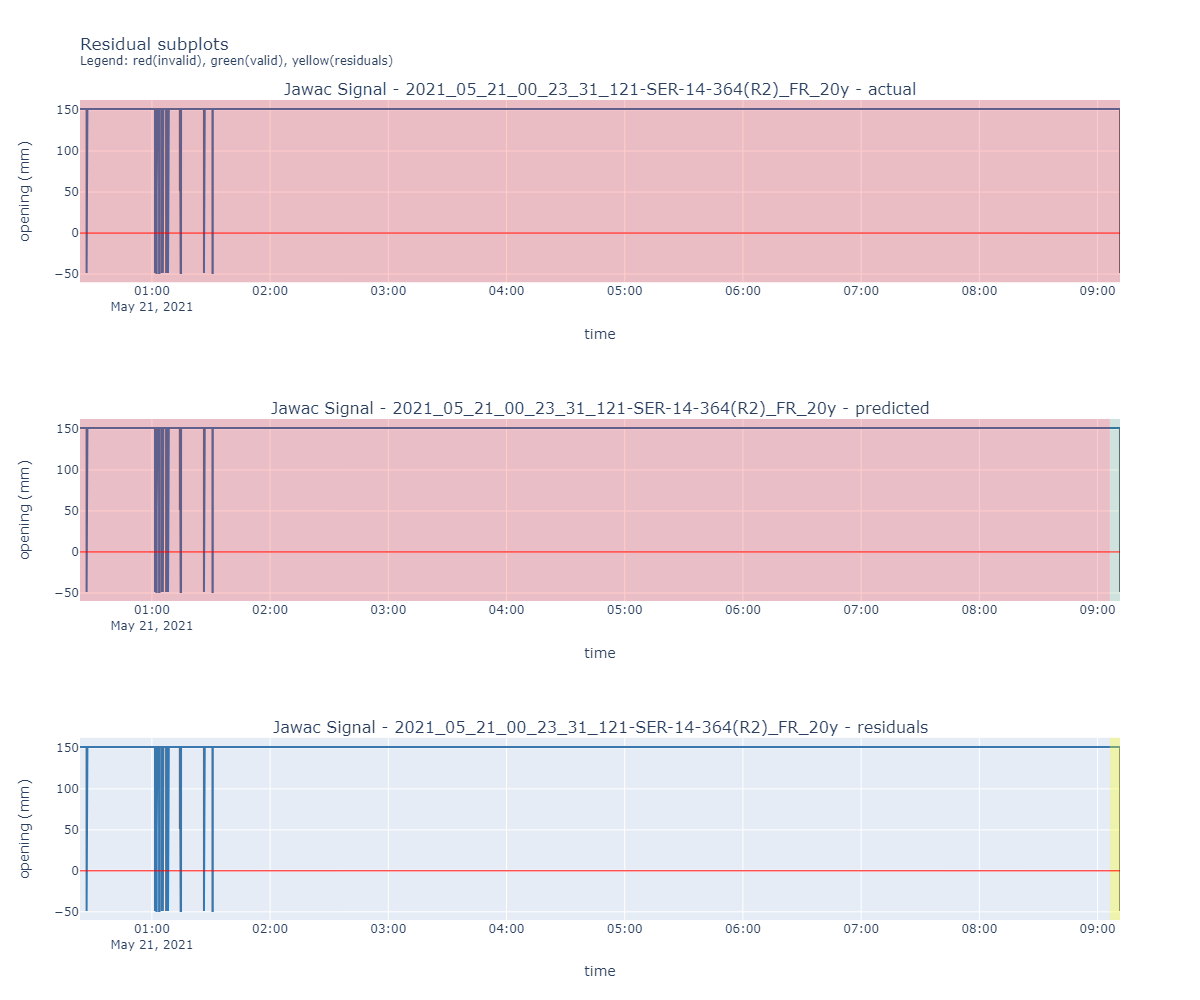 Residual subplots
Legend: red(invalid), green(valid), yellow(residuals)
Jawac Signal - 2021_05_21_00_23_31_121-SER-14-364(R2)_FR_20y - actual
opening (mm)
150
100
50
0
−50
01:00 02:00 03:00 04:00 05:00 06:00 07:00 08:00 09:00
May 21, 2021
time
Jawac Signal - 2021_05_21_00_23_31_121-SER-14-364(R2)_FR_20y - predicted
opening (mm)
150
100
50
0
−50
01:00 02:00 03:00 04:00 05:00 06:00 07:00 08:00 09:00
May 21, 2021
time
Jawac Signal - 2021_05_21_00_23_31_121-SER-14-364(R2)_FR_20y - residuals
opening (mm)
150
100
50
0
−50
01:00 02:00 03:00 04:00 05:00 06:00 07:00 08:00 09:00
May 21, 2021
time